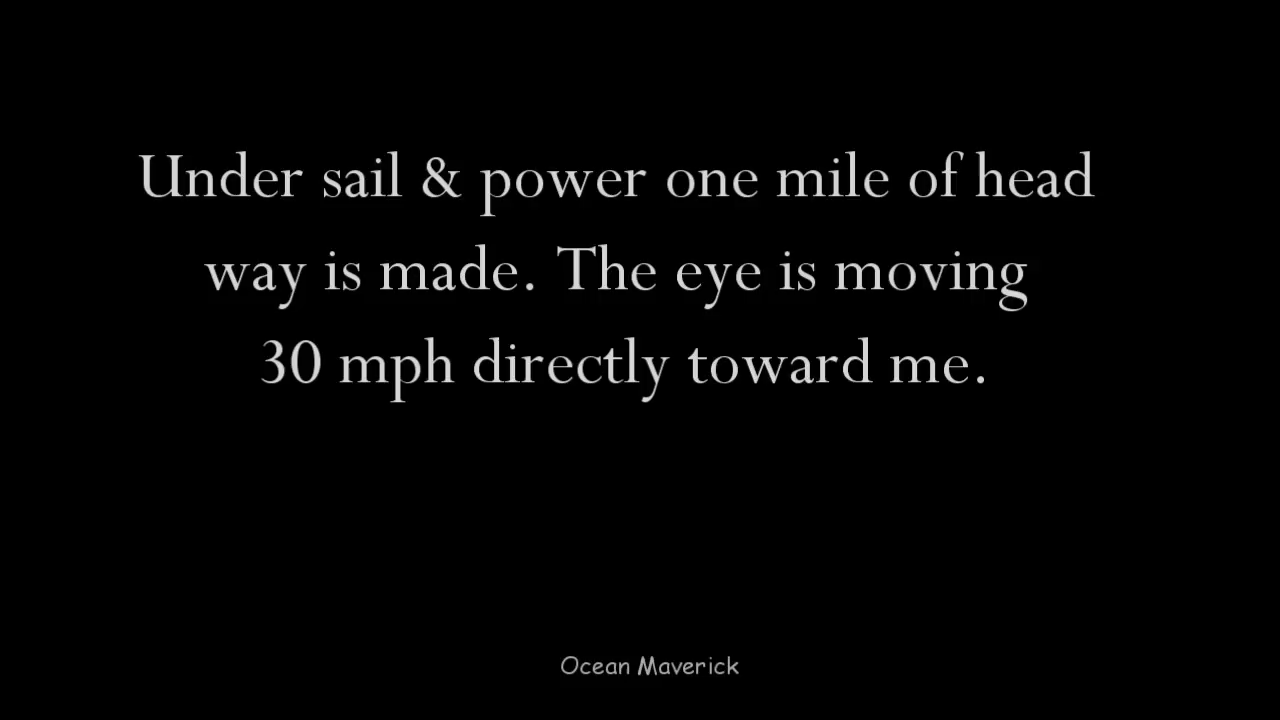 Under sail & power one mile of head
way is made. The eye is moving
30 mph directly toward me.
Ocean Maverick